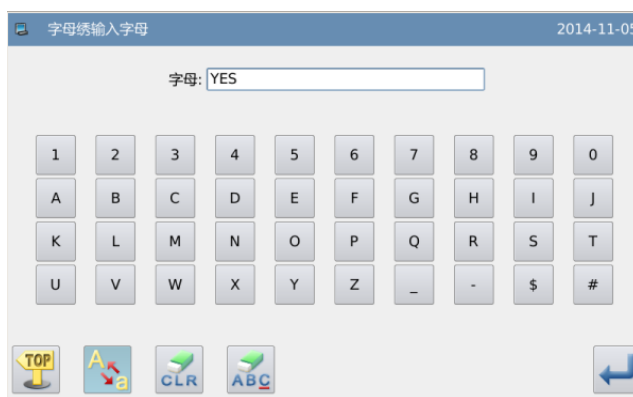 字母绣输入字母 2014-11-05
字母: YES
1 2 3 4 5 6 7 8 9 0
A B C D E F G H I J
K L M N O P Q R S T
U V W X Y Z _ - $ #
TOP A a CLR ABC